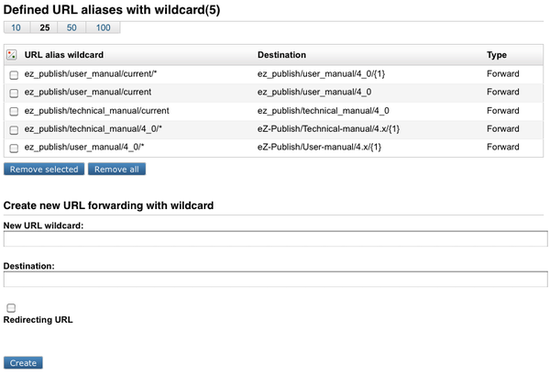 Defined URL aliases with wildcard(5)
10 25 50 100
URL alias wildcard Destination Type
ez_publish/user_manual/current/* ez_publish/user_manual/4_0/{1} Forward
ez_publish/user_manual/current ez_publish/user_manual/4_0 Forward
ez_publish/technical_manual/current ez_publish/technical_manual/4_0 Forward
ez_publish/technical_manual/4_0/* eZ-Publish/Technical-manual/4.x/{1} Forward
ez_publish/user_manual/4_0/* eZ-Publish/User-manual/4.x/{1} Forward
Remove selected Remove all
Create new URL forwarding with wildcard
New URL wildcard:
Destination:
Redirecting URL
Create